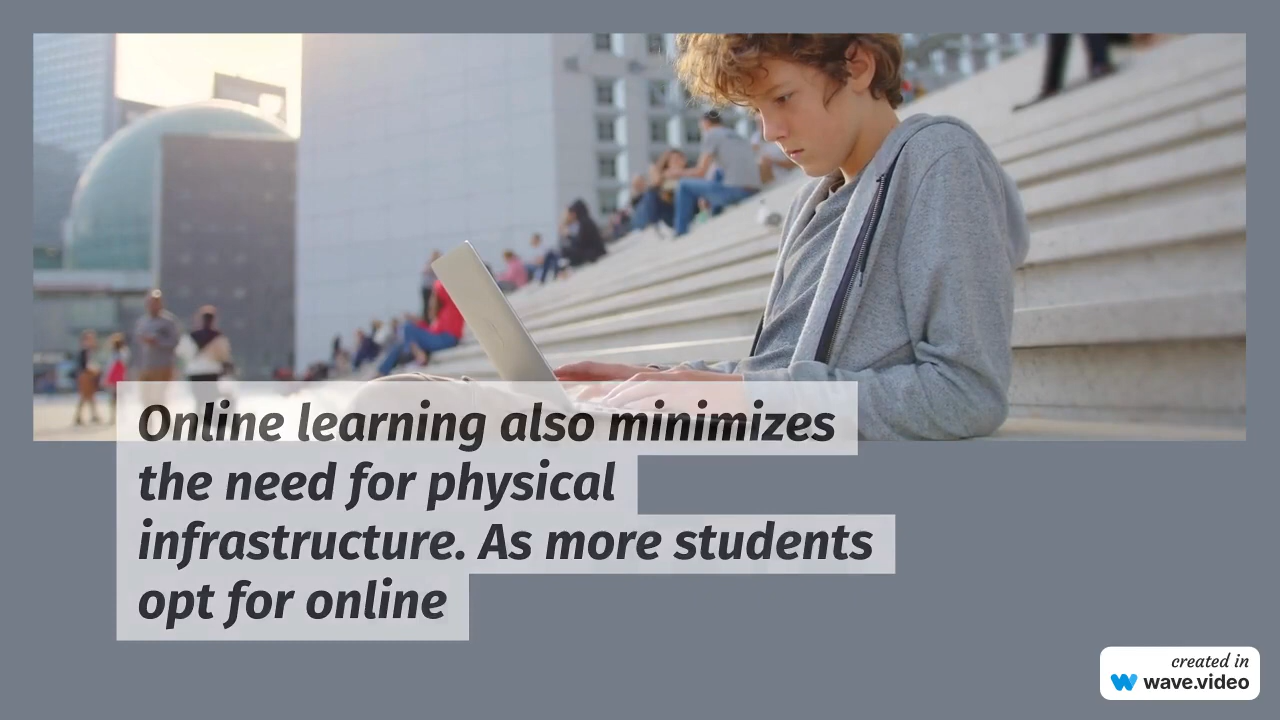 Online learning also minimizes
the need for physical
infrastructure. As more students
opt for online
created in
wave.video